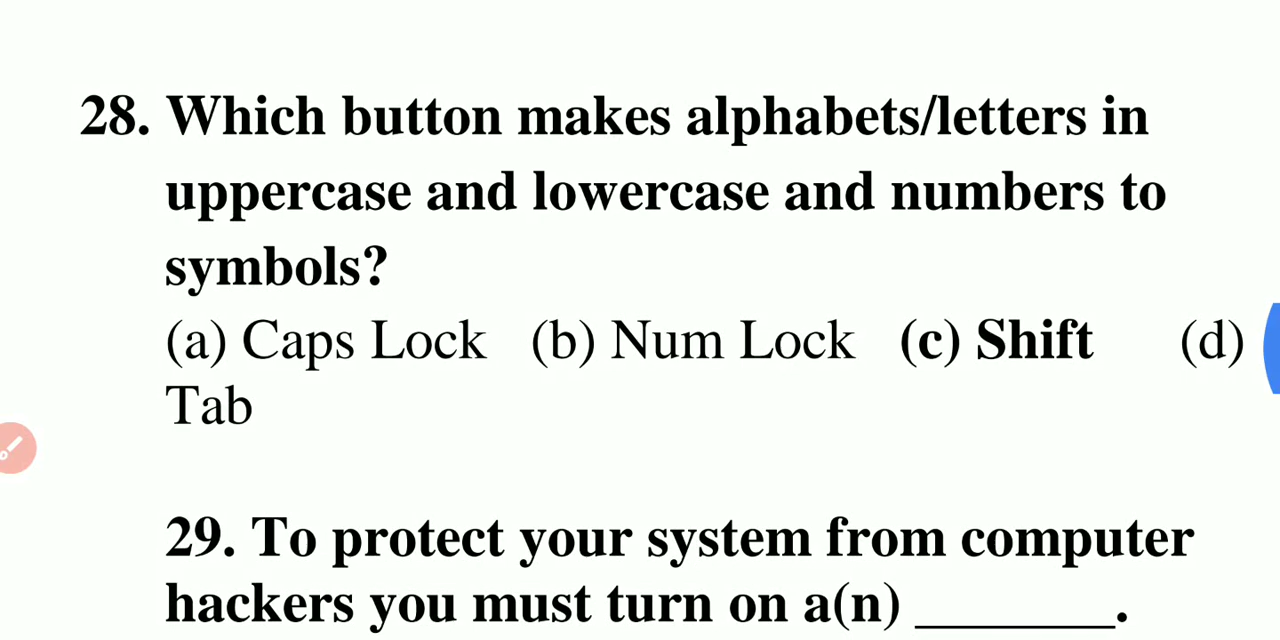 28. Which button makes alphabets/letters in
uppercase and lowercase and numbers to
symbols?
(a) Caps Lock (b) Num Lock (c) Shift (d)
Tab
29. To protect your system from computer
hackers you must turn on a(n) _______.